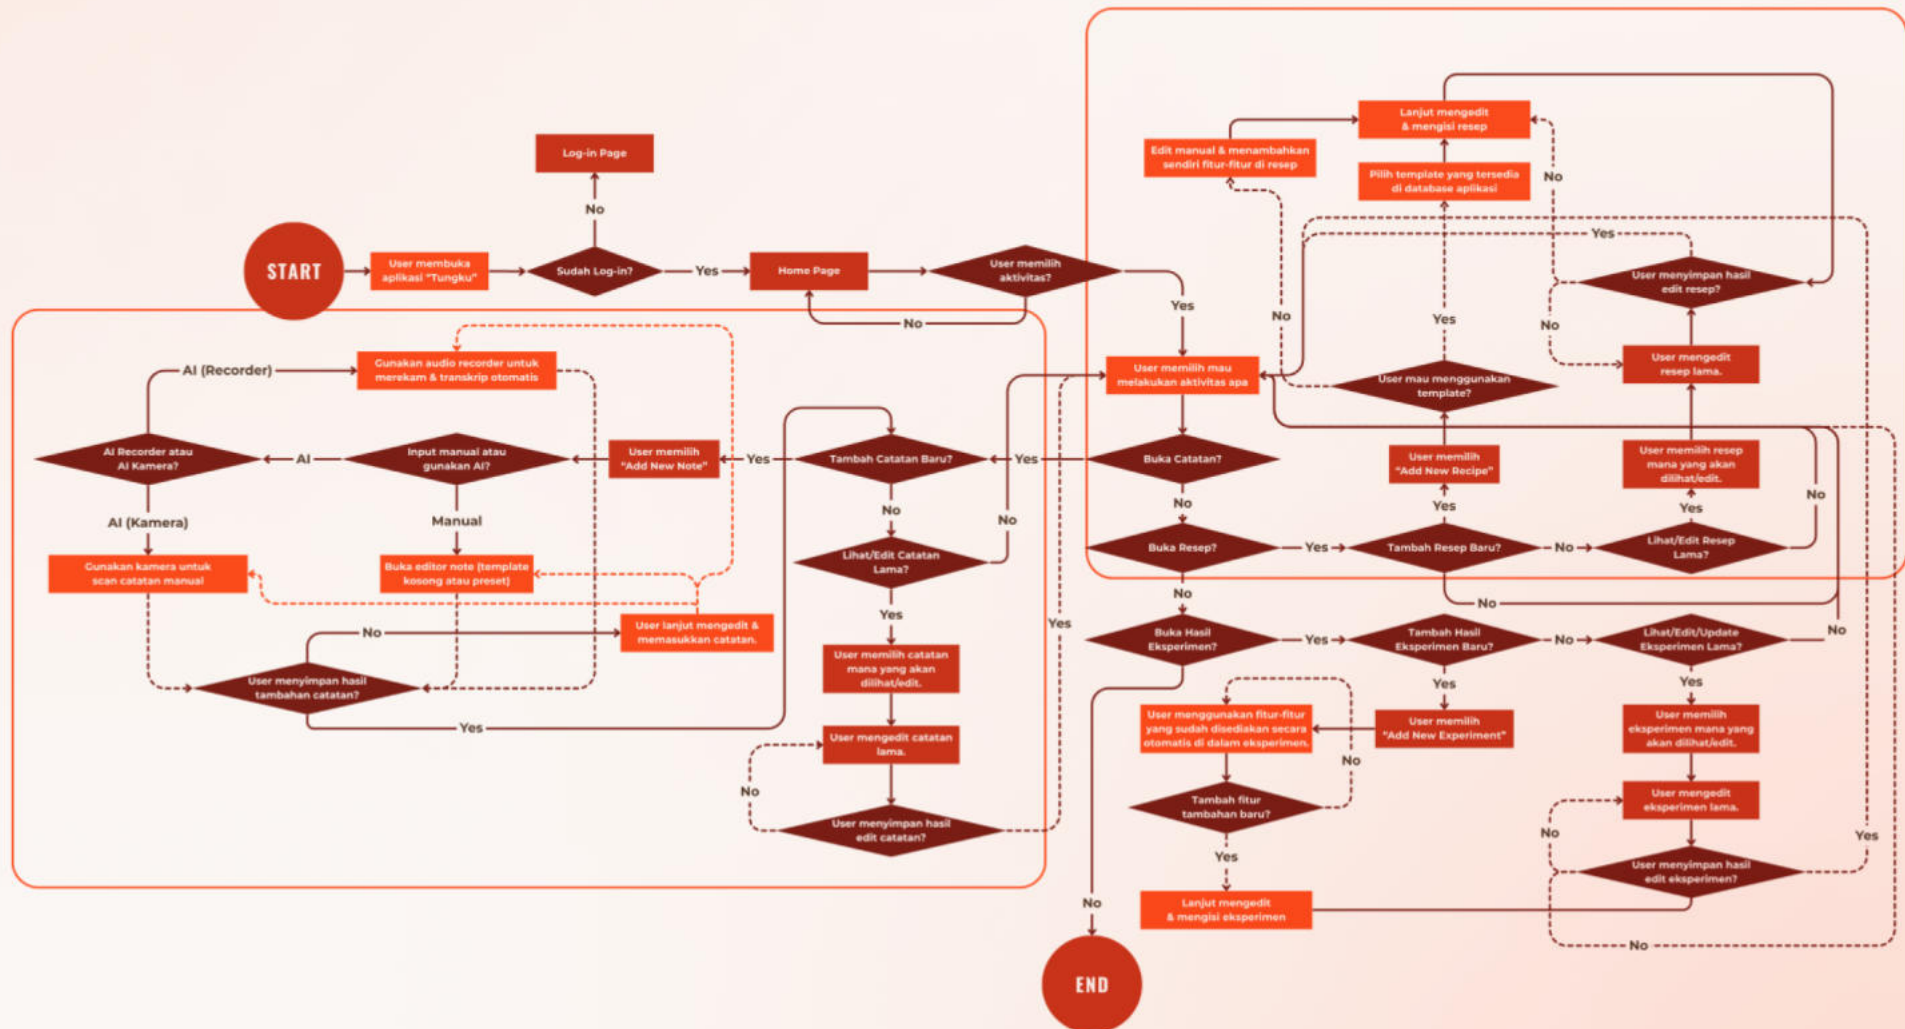 START
User membuka
aplikasi “Tungku”
Sudah Log-in?
No
Log-in Page
Yes
Home Page
User memilih
aktivitas?
No
Yes
User memilih mau
melakukan aktivitas apa
Buka Catatan?
Yes
Tambah Catatan Baru?
Yes
User memilih
“Add New Note”
Input manual atau
gunakan AI?
AI
AI Recorder atau
AI Kamera?
AI (Recorder)
Gunakan audio recorder untuk
merekam & transkrip otomatis
AI (Kamera)
Gunakan kamera untuk
scan catatan manual
Manual
Buka editor note (template
kosong atau preset)
User lanjut mengedit &
memasukkan catatan.
No
User menyimpan hasil
tambahan catatan?
Yes
No
Lihat/Edit Catatan
Lama?
No
Yes
User memilih catatan
mana yang akan
dilihat/edit.
User mengedit catatan
lama.
No
User menyimpan hasil
edit catatan?
Yes
No
Buka Resep?
Yes
Tambah Resep Baru?
Yes
User memilih
“Add New Recipe”
User mau menggunakan
template?
No
Yes
Edit manual & menambahkan
sendiri fitur-fitur di resep
Pilih template yang tersedia
di database aplikasi
Lanjut mengedit
& mengisi resep
No
Yes
User menyimpan hasil
edit resep?
No
User mengedit
resep lama.
User memilih resep
mana yang akan
dilihat/edit.
Yes
No
No
Lihat/Edit Resep
Lama?
No
No
Buka Hasil
Eksperimen?
Yes
Tambah Hasil
Eksperimen Baru?
No
Lihat/Edit/Update
Eksperimen Lama?
No
Yes
User memilih
“Add New Experiment”
User menggunakan fitur-fitur
yang sudah disediakan secara
otomatis di dalam eksperimen.
No
Tambah fitur
tambahan baru?
Yes
Lanjut mengedit
& mengisi eksperimen
Yes
User memilih
eksperimen mana yang
akan dilihat/edit.
User mengedit
eksperimen lama.
No
Yes
User menyimpan hasil
edit eksperimen?
No
No
END